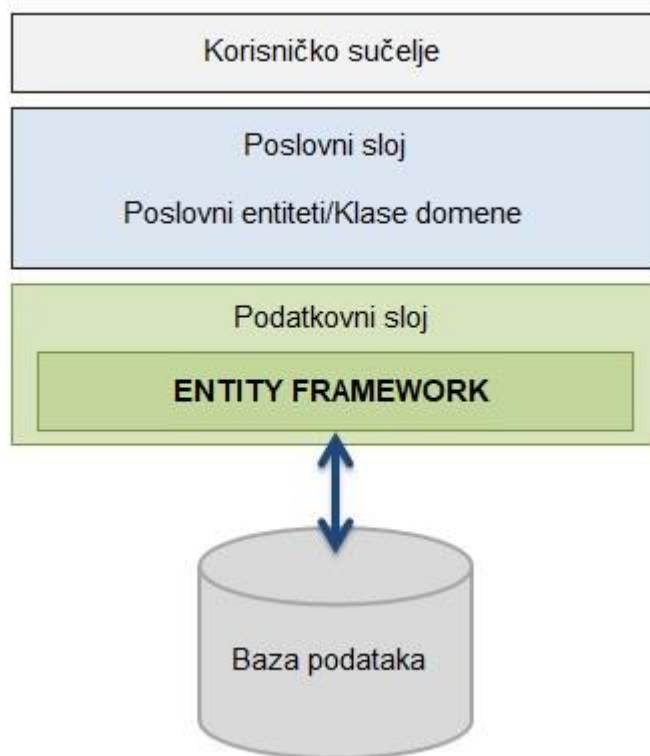 Korisničko sučelje
Poslovni sloj
Poslovni entiteti/Klase domene
Podatkovni sloj
ENTITY FRAMEWORK
Baza podataka